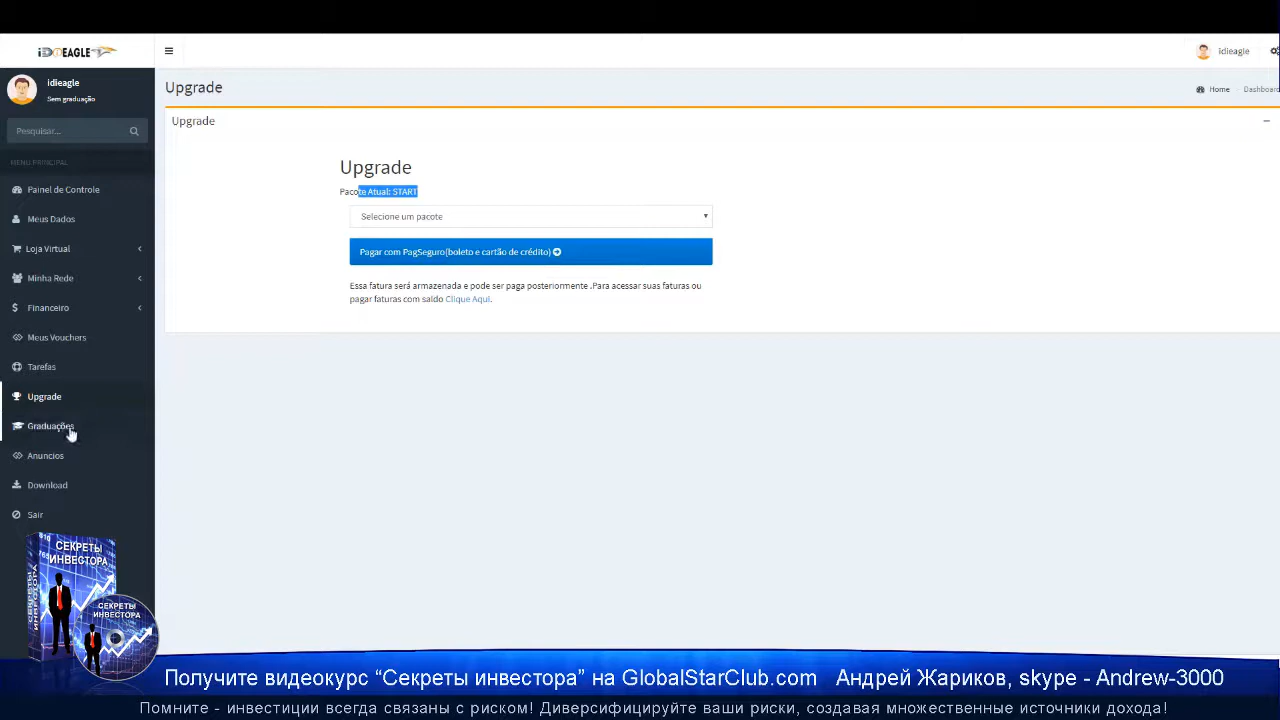 iDiEAGLE
idieagle
idieagle
Sem graduação
Upgrade
Home
Dashboard
Pesquisar...
Upgrade
MENU PRINCIPAL
Upgrade
Painel de Controle
Pacote Atual: START
Meus Dados
Selecione um pacote
Loja Virtual
Pagar com PagSeguro(boleto e cartão de crédito)
Minha Rede
Essa fatura será armazenada e pode ser paga posteriormente .Para acessar suas faturas ou
pagar faturas com saldo Clique Aqui.
$ Financeiro
Meus Vouchers
Tarefas
Upgrade
Graduações
Anuncios
Download
Sair
СЕКРЕТЫ
ИНВЕСТОРА
СЕКРЕТЫ
ИНВЕСТОРА
СЕКРЕТЫ
ИНВЕСТОРА
Получите видеокурс “Секреты инвестора” на GlobalStarClub.com Андрей Жариков, skype - Andrew-3000
Помните - инвестиции всегда связаны с риском! Диверсифицируйте ваши риски, создавая множественные источники дохода!